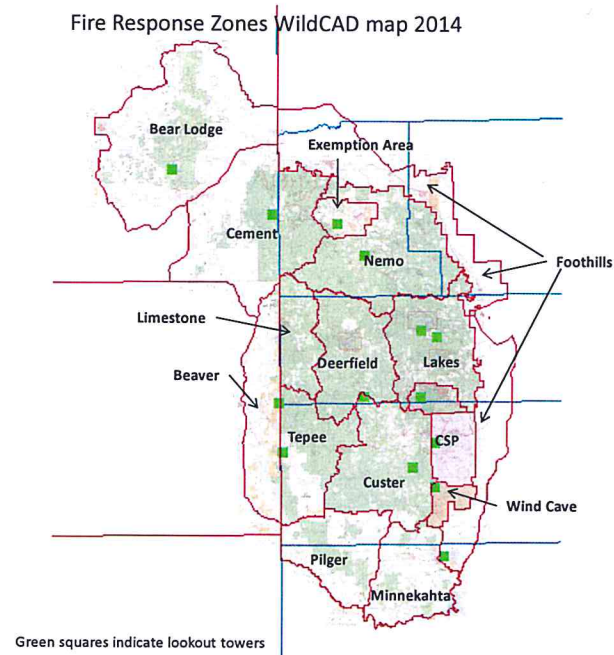 Fire Response Zones WildCAD map 2014
Bear Lodge
Exemption Area
Cement
Nemo
Foothills
Limestone
Deerfield
Lakes
Beaver
Tepee
CSP
Custer
Wind Cave
Pilger
Minnekahta
Green squares indicate lookout towers